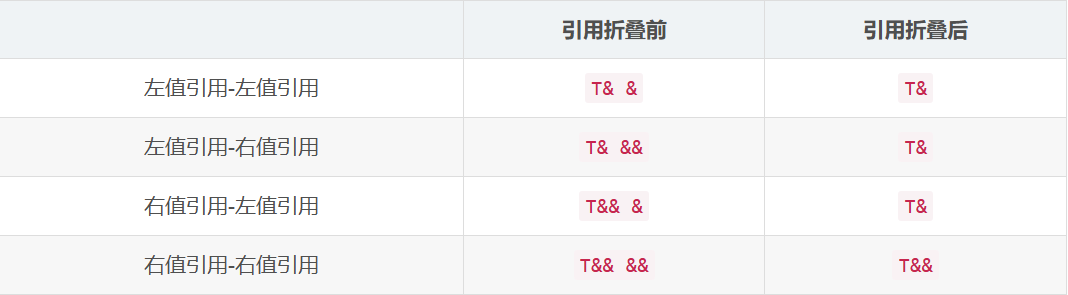 引用折叠前 引用折叠后
左值引用-左值引用 T& & T&
左值引用-右值引用 T& && T&
右值引用-左值引用 T&& & T&
右值引用-右值引用 T&& && T&&